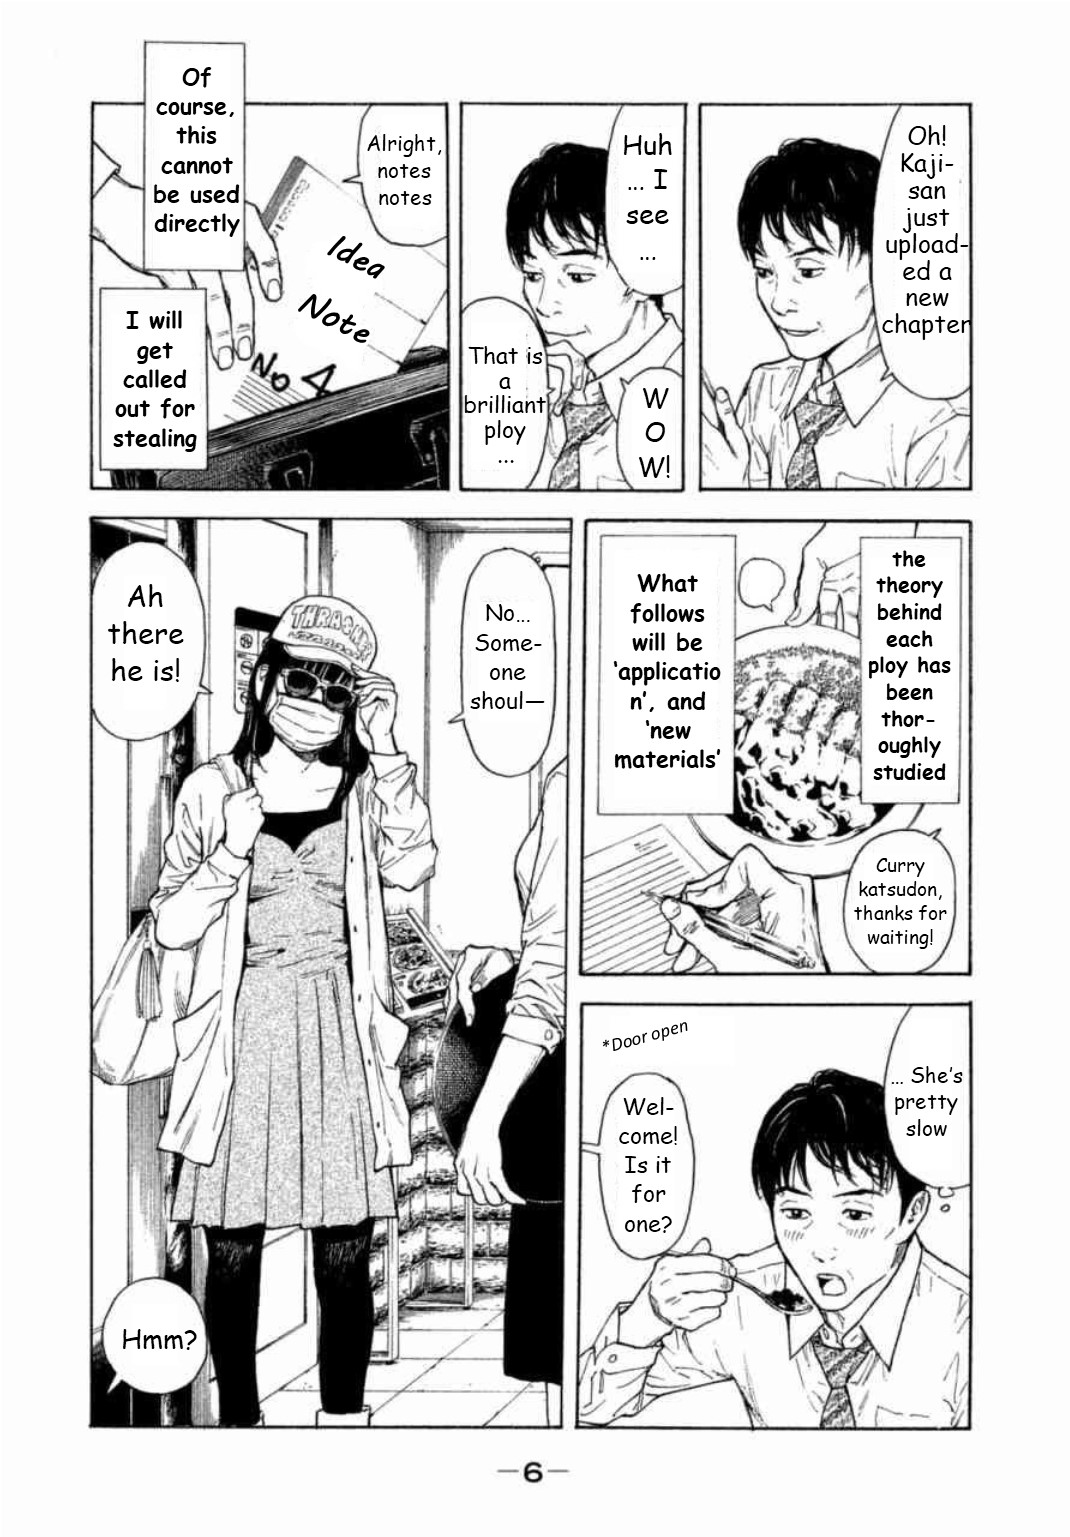 Oh!
Kaji-
san
just
upload-
ed a
new
chapter
Huh
... I
see
...
W
O
W!
That is
a
brilliant
ploy
...
Alright,
notes
notes
Of
course,
this
cannot
be used
directly
Idea
Note
No 4
I will
get
called
out for
stealing
the
theory
behind
each
ploy has
been
thor-
oughly
studied
What
follows
will be
'applicatio
n', and
'new
materials'
Curry
katsudon,
thanks for
waiting!
... She's
pretty
slow
*Door open
Wel-
come!
Is it
for
one?
No...
Some-
one
shoul—
THRASHER
Ah
there
he is!
Hmm?
—6—